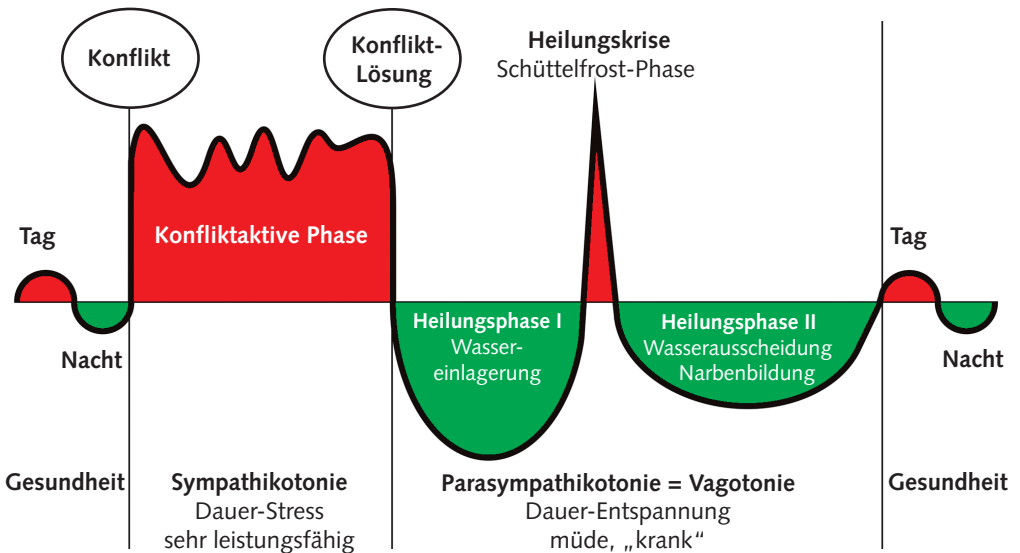 Konflikt
Konflikt-
Lösung
Heilungskrise
Schüttelfrost-Phase
Tag
Konfliktaktive Phase
Tag
Nacht
Heilungsphase I
Wasser-
einlagerung
Heilungsphase II
Wasserausscheidung
Narbenbildung
Nacht
Gesundheit
Sympathikotonie
Dauer-Stress
sehr leistungsfähig
Parasympathikotonie = Vagotonie
Dauer-Entspannung
müde, „krank“
Gesundheit